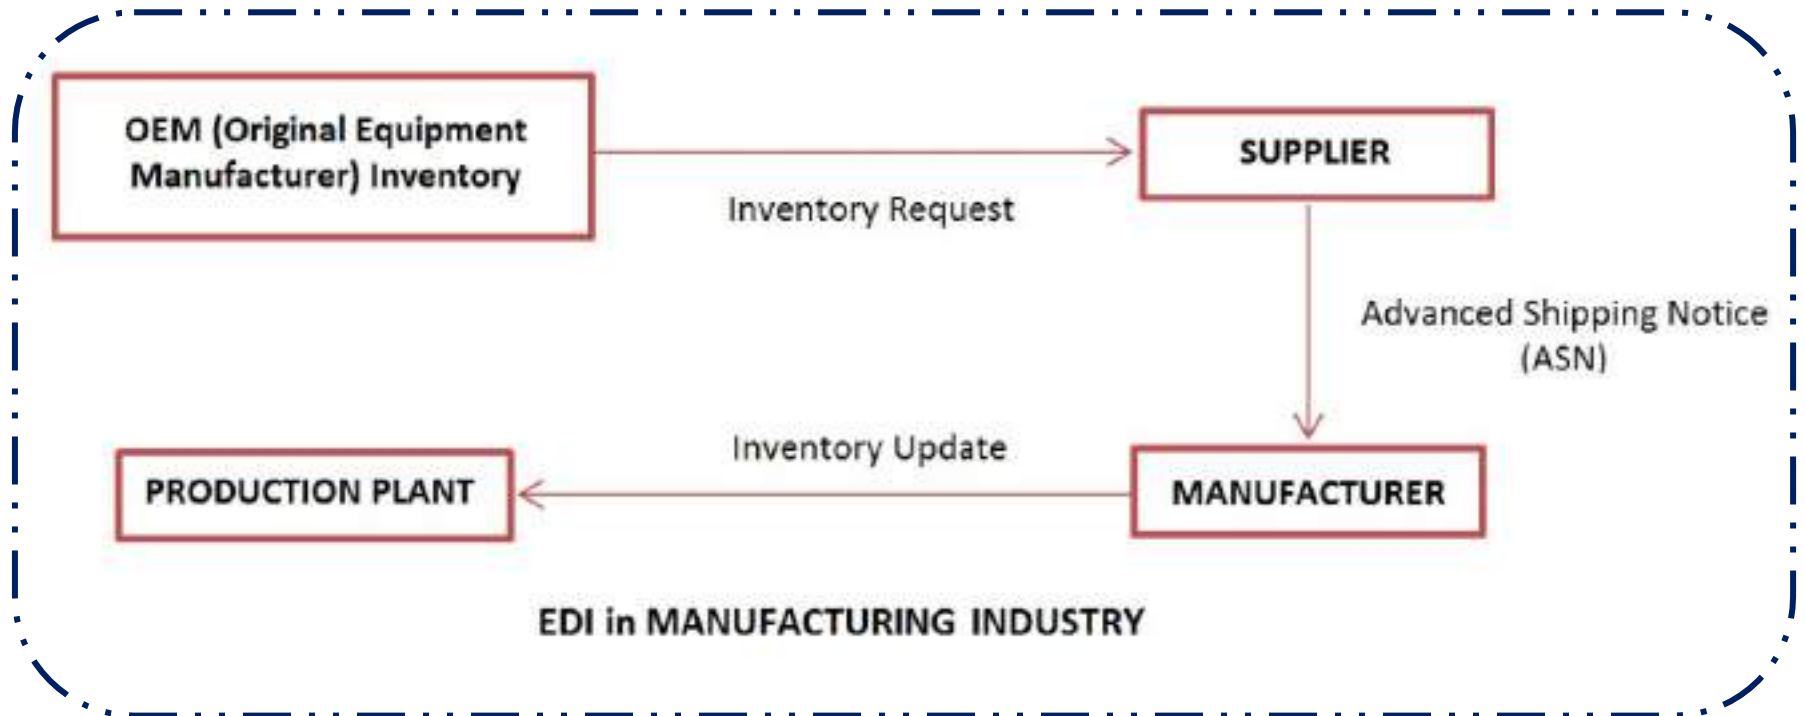 OEM (Original Equipment
Manufacturer) Inventory
SUPPLIER
Inventory Request
Advanced Shipping Notice
(ASN)
Inventory Update
PRODUCTION PLANT
MANUFACTURER
EDI in MANUFACTURING INDUSTRY